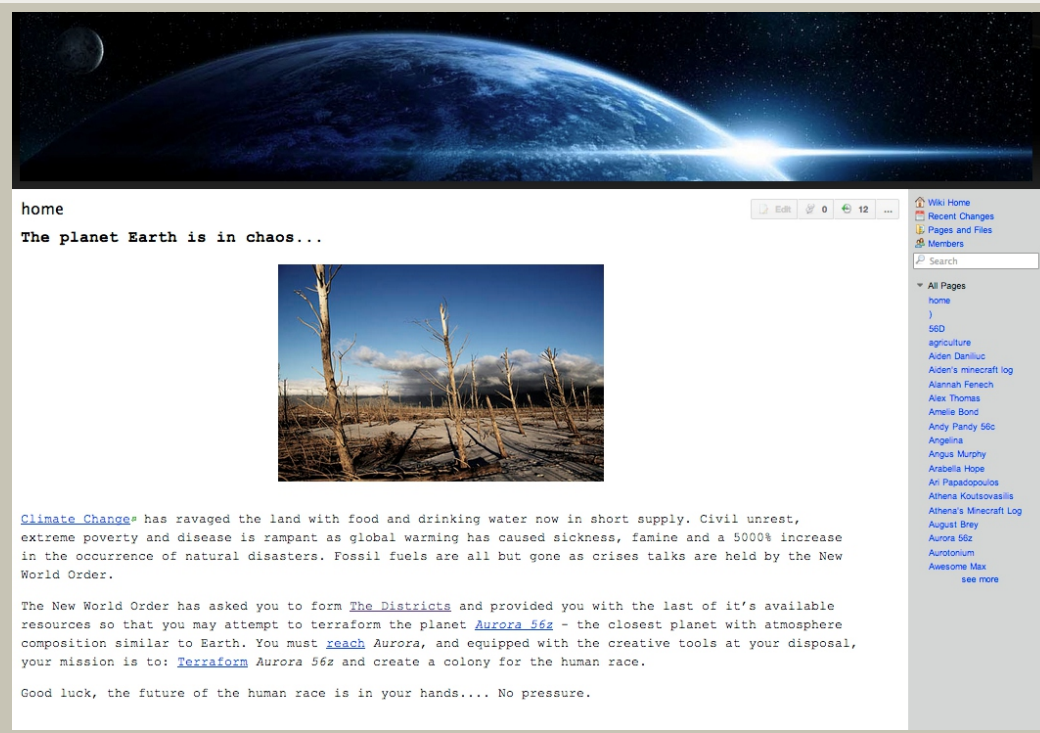 home
Edit 0 12 ...
The planet Earth is in chaos...
Climate Change has ravaged the land with food and drinking water now in short supply. Civil unrest,
extreme poverty and disease is rampant as global warming has caused sickness, famine and a 5000% increase
in the occurrence of natural disasters. Fossil fuels are all but gone as crises talks are held by the New
World Order.
The New World Order has asked you to form The Districts and provided you with the last of it's available
resources so that you may attempt to terraform the planet Aurora 56z - the closest planet with atmosphere
composition similar to Earth. You must reach Aurora, and equipped with the creative tools at your disposal,
your mission is to: Terraform Aurora 56z and create a colony for the human race.
Good luck, the future of the human race is in your hands.... No pressure.
Wiki Home
Recent Changes
Pages and Files
Members
Search
All Pages
home
)
56D
agriculture
Aiden Daniliuc
Aiden's minecraft log
Alannah Fenech
Alex Thomas
Amelie Bond
Andy Pandy 56c
Angelina
Angus Murphy
Arabella Hope
Ari Papadopoulos
Athena Koutsovasilis
Athena's Minecraft Log
August Brey
Aurora 56z
Aurotonium
Awesome Max
see more